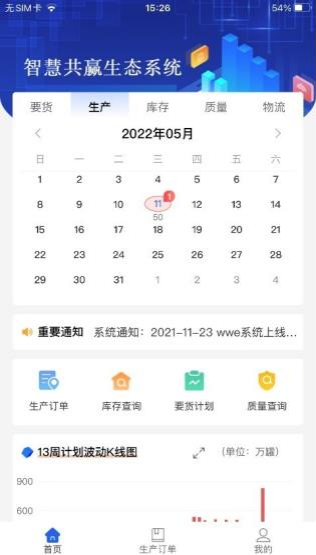 无SIM卡 15:26 54%
智慧共赢生态系统
要货 生产 库存 质量 物流
2022年05月
日 一 二 三 四 五 六
1 2 3 4 5 6 7
8 9 10 11 12 13 14
1
50
15 16 17 18 19 20 21
22 23 24 25 26 27 28
29 30 31 1 2 3 4
重要通知 系统通知：2021-11-23 wwe系统上线...
生产订单 库存查询 要货计划 质量查询
13周计划波动K线图 （单位：万罐）
900
600
首页 生产订单 我的